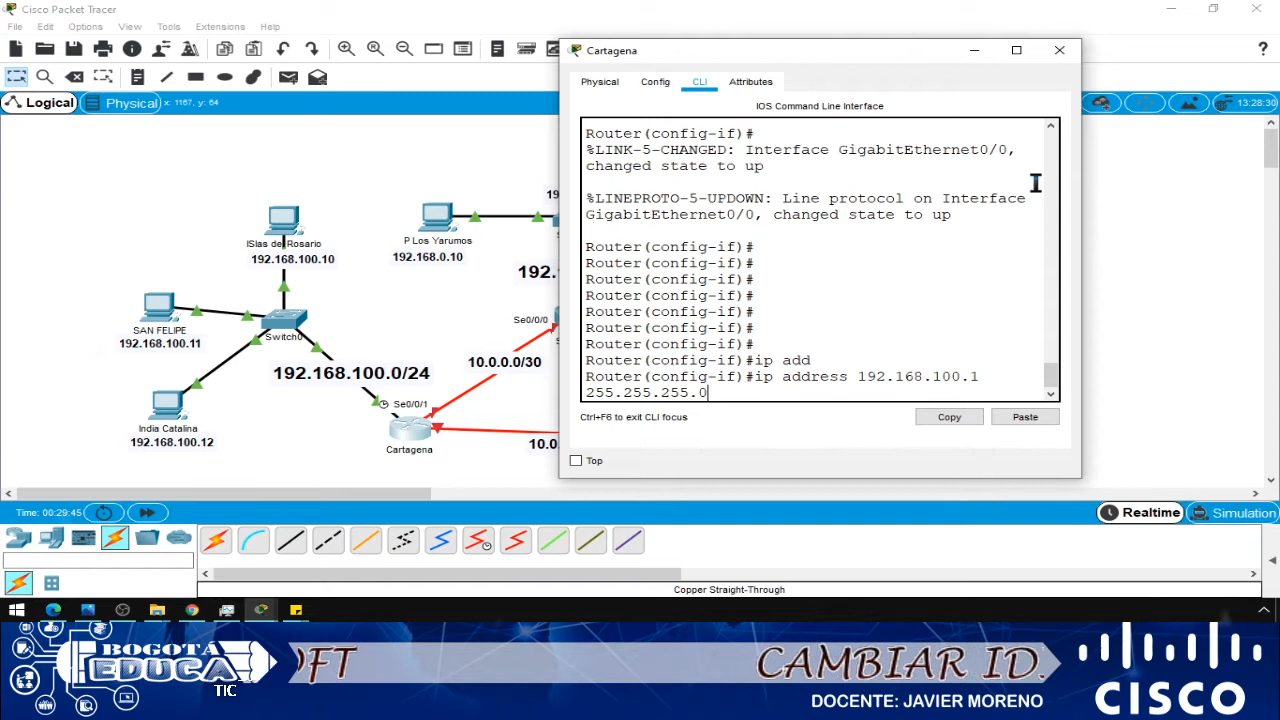 Cisco Packet Tracer
File Edit Options View Tools Extensions Help
Logical
Physical x: 1167, y: 64
13:28:30
Cartagena
Physical Config CLI Attributes
IOS Command Line Interface
Router(config-if)#
%LINK-5-CHANGED: Interface GigabitEthernet0/0,
changed state to up
%LINEPROTO-5-UPDOWN: Line protocol on Interface
GigabitEthernet0/0, changed state to up
Router(config-if)#
Router(config-if)#
Router(config-if)#
Router(config-if)#
Router(config-if)#
Router(config-if)#
Router(config-if)#
Router(config-if)#ip add
Router(config-if)#ip address 192.168.100.1
255.255.255.0
Ctrl+F6 to exit CLI focus
Copy
Paste
Top
ISlas del Rosario
192.168.100.10
P Los Yarumos
192.168.0.10
19
192.1
SAN FELIPE
192.168.100.11
Switch0
Se0/0/0
10.0.0.0/30
192.168.100.0/24
India Catalina
192.168.100.12
Se0/0/1
Cartagena
10.0
Time: 00:29:45
Realtime
Simulation
Copper Straight-Through
BOGOTA
EDUCA
TIC
OFT
CAMBIAR ID.
DOCENTE: JAVIER MORENO
CISCO